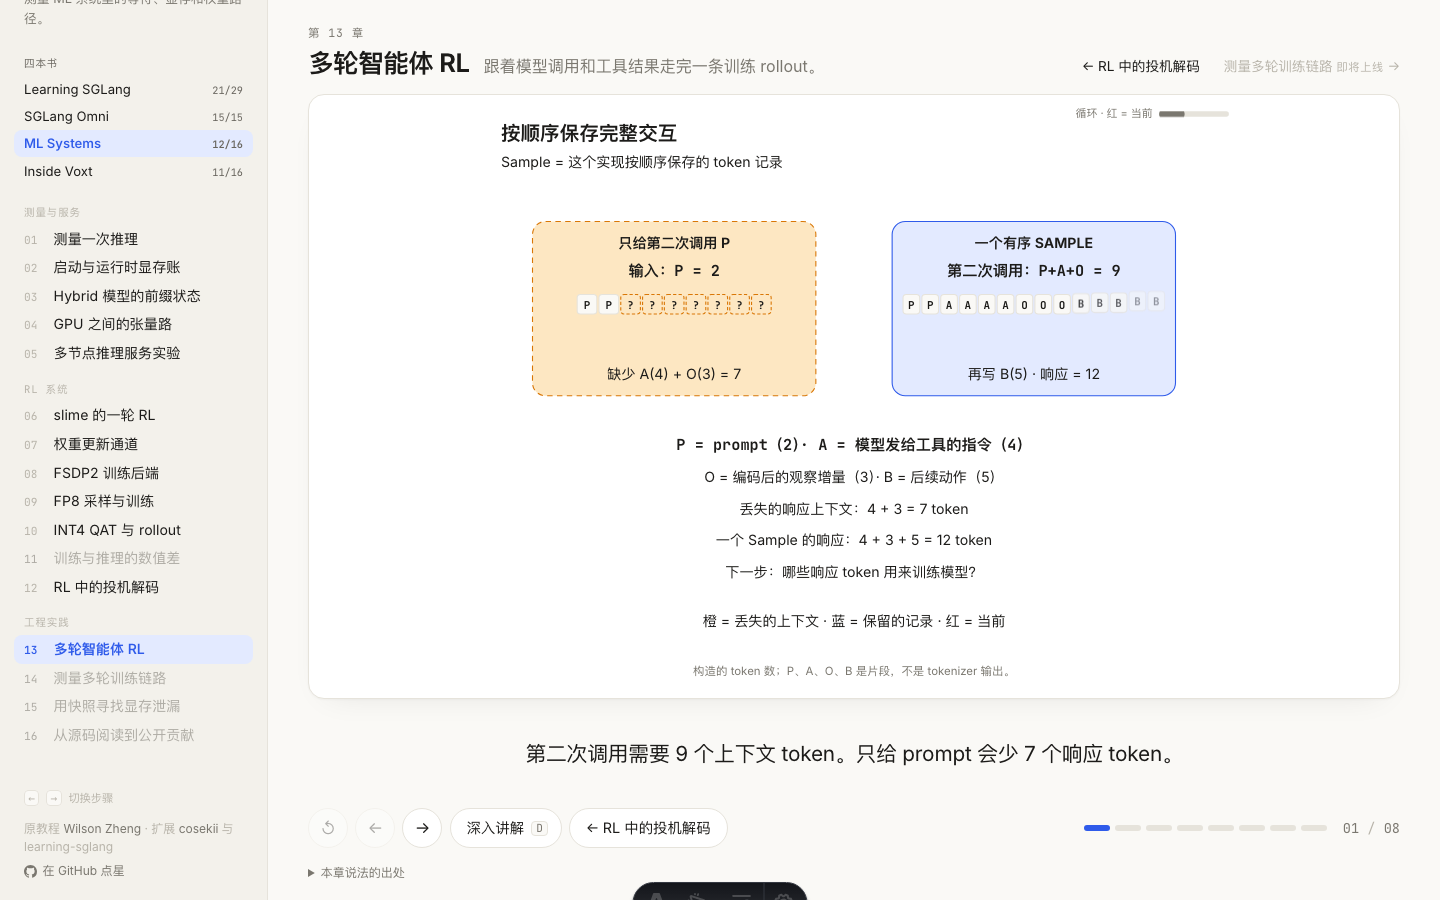 径。
四本书
Learning SGLang 21/29
SGLang Omni 15/15
ML Systems 12/16
Inside Voxt 11/16
测量与服务
01 测量一次推理
02 启动与运行时显存账
03 Hybrid 模型的前缀状态
04 GPU 之间的张量路
05 多节点推理服务实验
RL 系统
06 slime 的一轮 RL
07 权重更新通道
08 FSDP2 训练后端
09 FP8 采样与训练
10 INT4 QAT 与 rollout
11 训练与推理的数值差
12 RL 中的投机解码
工程实践
13 多轮智能体 RL
14 测量多轮训练链路
15 用快照寻找显存泄漏
16 从源码阅读到公开贡献
← → 切换步骤
原教程 Wilson Zheng · 扩展 cosekii 与
learning-sglang
在 GitHub 点星
第 13 章
多轮智能体 RL 跟着模型调用和工具结果走完一条训练 rollout。
← RL 中的投机解码 测量多轮训练链路 即将上线 →
循环 · 红 = 当前
按顺序保存完整交互
Sample = 这个实现按顺序保存的 token 记录
只给第二次调用 P
输入：P = 2
P P ? ? ? ? ? ? ?
缺少 A(4) + O(3) = 7
一个有序 SAMPLE
第二次调用：P+A+O = 9
P P A A A A O O O B B B B B
再写 B(5) · 响应 = 12
P = prompt（2）· A = 模型发给工具的指令（4）
O = 编码后的观察增量（3）· B = 后续动作（5）
丢失的响应上下文：4 + 3 = 7 token
一个 Sample 的响应：4 + 3 + 5 = 12 token
下一步：哪些响应 token 用来训练模型？
橙 = 丢失的上下文 · 蓝 = 保留的记录 · 红 = 当前
构造的 token 数；P、A、O、B 是片段，不是 tokenizer 输出。
第二次调用需要 9 个上下文 token。只给 prompt 会少 7 个响应 token。
← → 深入讲解 D ← RL 中的投机解码 01 / 08
▶ 本章说法的出处